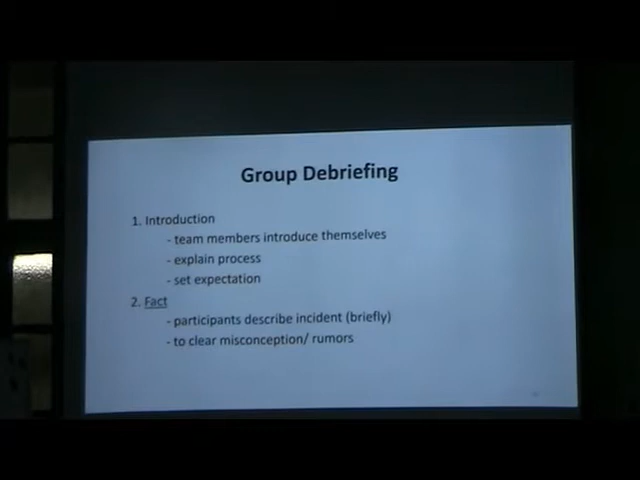 Group Debriefing
1. Introduction
- team members introduce themselves
- explain process
- set expectation
2. Fact
- participants describe incident (briefly)
- to clear misconception/ rumors